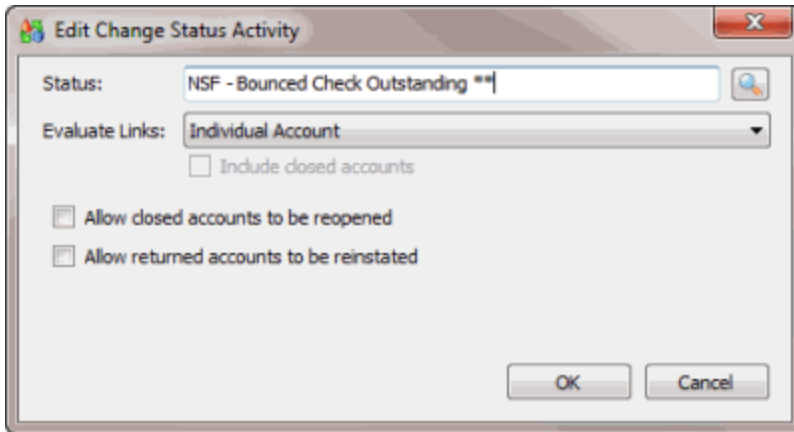 Edit Change Status Activity
Status: NSF - Bounced Check Outstanding **
Evaluate Links: Individual Account
Include closed accounts
Allow closed accounts to be reopened
Allow returned accounts to be reinstated
OK Cancel